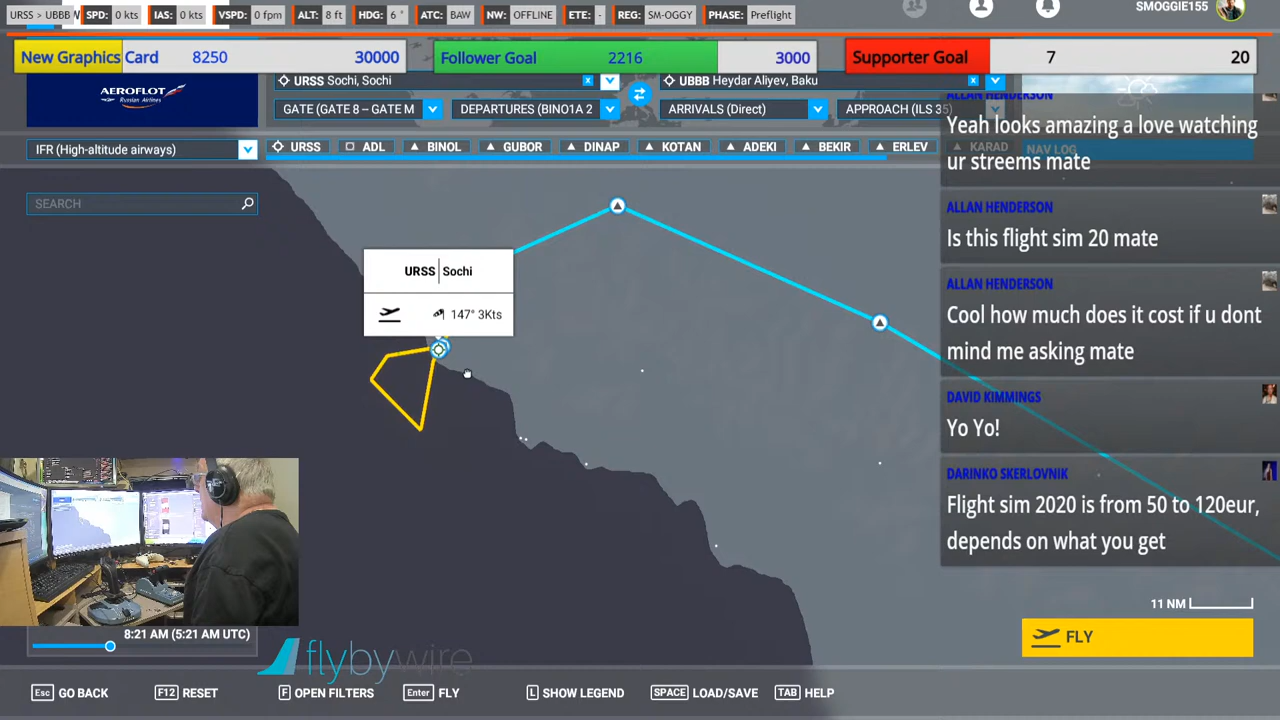 URSS > UBBB
SPD: 0 kts
IAS: 0 kts
VSPD: 0 fpm
ALT: 8 ft
HDG: 6 °
ATC: BAW
NW: OFFLINE
ETE: -
REG: SM-OGGY
PHASE: Preflight
SMOGGIE155
New Graphics Card 8250 30000
Follower Goal 2216 3000
Supporter Goal 7 20
AEROFLOT
Russian Airlines
URSS Sochi, Sochi
UBBB Heydar Aliyev, Baku
GATE (GATE 8 – GATE M
DEPARTURES (BINO1A 2
ARRIVALS (Direct)
APPROACH (ILS 35)
IFR (High-altitude airways)
URSS
ADL
BINOL
GUBOR
DINAP
KOTAN
ADEKI
BEKIR
ERLEV
KARAD
NAV LOG
SEARCH
URSS Sochi
147° 3Kts
ALLAN HENDERSON
Yeah looks amazing a love watching
ur streems mate
ALLAN HENDERSON
Is this flight sim 20 mate
ALLAN HENDERSON
Cool how much does it cost if u dont
mind me asking mate
DAVID KIMMINGS
Yo Yo!
DARINKO SKERLOVNIK
Flight sim 2020 is from 50 to 120eur,
depends on what you get
11 NM
8:21 AM (5:21 AM UTC)
FLY
flybywire
Esc GO BACK
F12 RESET
F OPEN FILTERS
Enter FLY
L SHOW LEGEND
SPACE LOAD/SAVE
TAB HELP